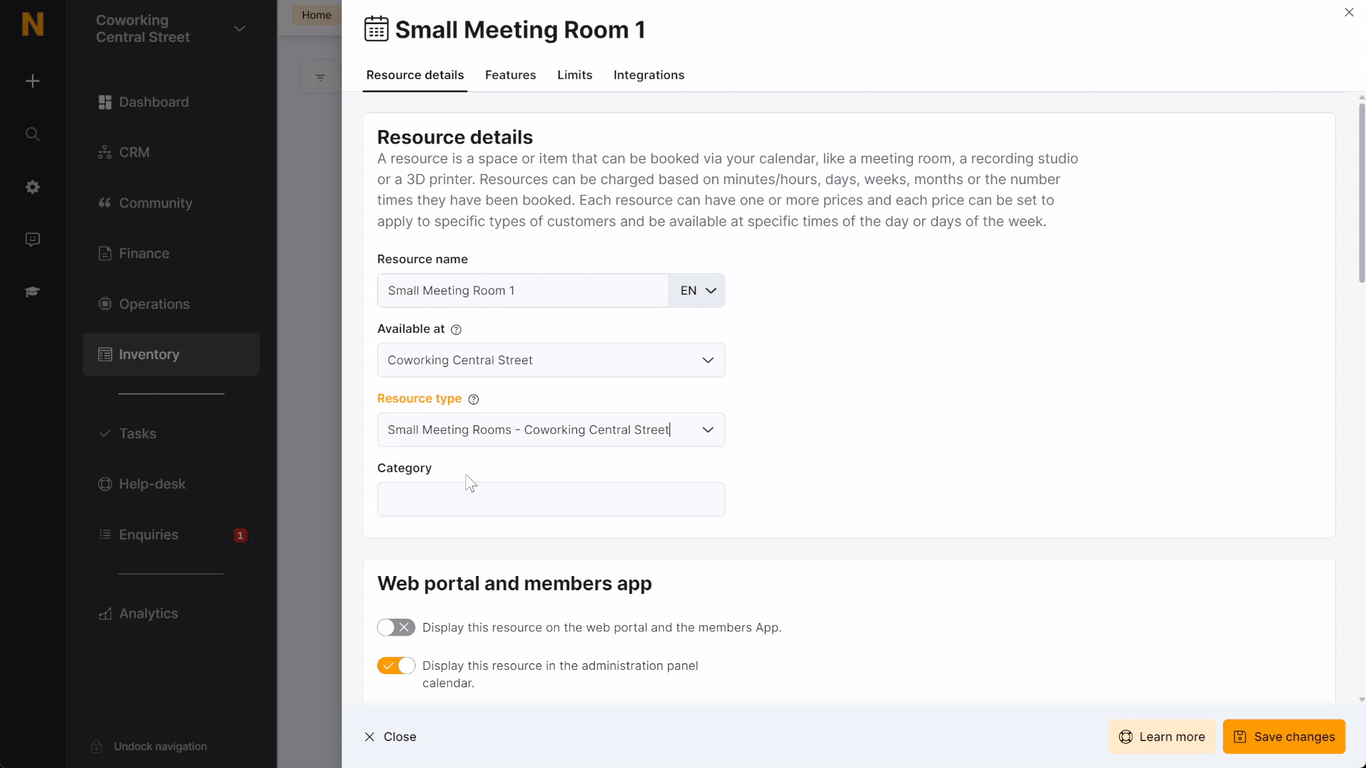 N
Coworking
Central Street
Dashboard
CRM
Community
Finance
Operations
Inventory
Tasks
Help-desk
Enquiries 1
Analytics
Undock navigation
Home
Small Meeting Room 1
Resource details Features Limits Integrations
Resource details
A resource is a space or item that can be booked via your calendar, like a meeting room, a recording studio
or a 3D printer. Resources can be charged based on minutes/hours, days, weeks, months or the number
times they have been booked. Each resource can have one or more prices and each price can be set to
apply to specific types of customers and be available at specific times of the day or days of the week.
Resource name
Small Meeting Room 1 EN
Available at
Coworking Central Street
Resource type
Small Meeting Rooms - Coworking Central Street
Category
Web portal and members app
Display this resource on the web portal and the members App.
Display this resource in the administration panel
calendar.
Close
Learn more
Save changes